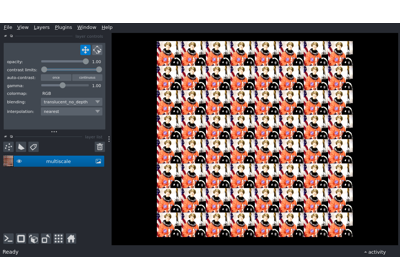 File View Layers Plugins Window Help
opacity: 1.00
contrast limits:
auto-contrast: once continuous
gamma: 1.00
colormap: RGB
blending: translucent_no_depth
interpolation: nearest
multiscale
Ready
activity